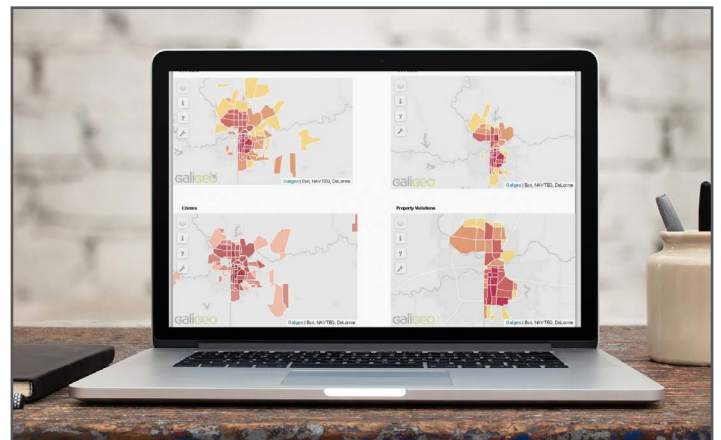 i
?
i
?
Galigeo
Galigeo | Esri, NAVTEQ, DeLorme
Galigeo
Galigeo | Esri, NAVTEQ, DeLorme
Crimes
Property Violations
i
?
i
?
Galigeo
Galigeo | Esri, NAVTEQ, DeLorme
Galigeo
Galigeo | Esri, NAVTEQ, DeLorme